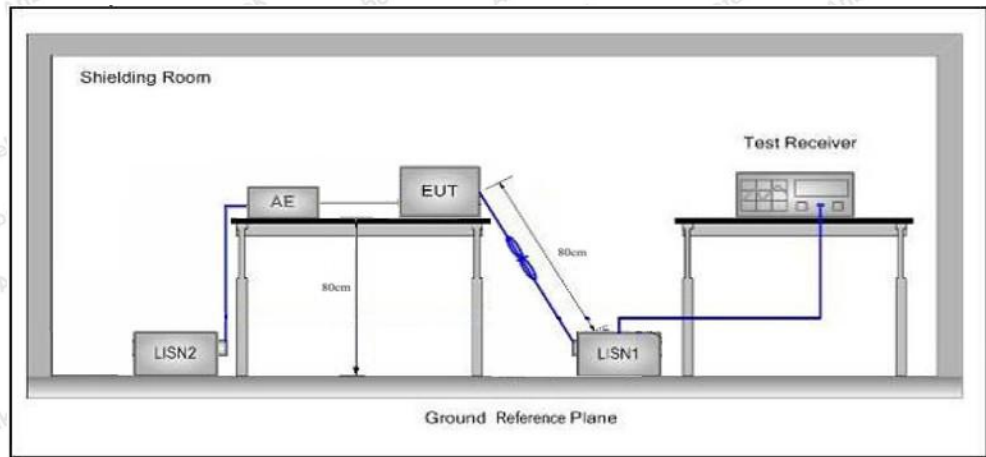 Shielding Room
Test Receiver
AE
EUT
80cm
80cm
LISN2
LISN1
Ground Reference Plane